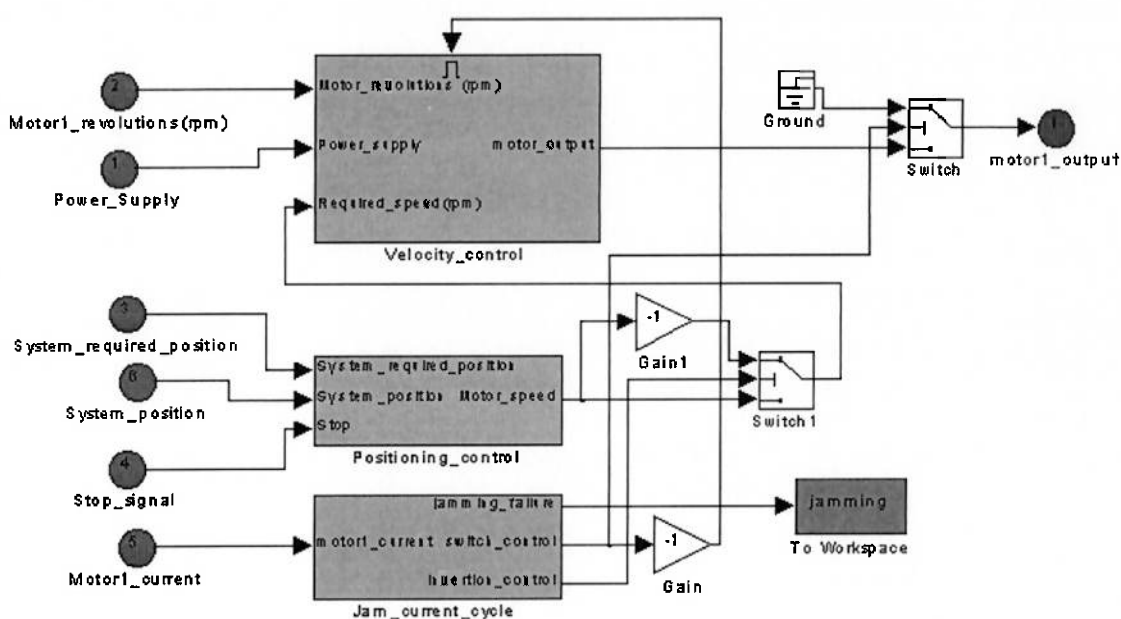 2
Motor1_revolutions(rpm)
1
Power_Supply
Motor_revolutions (rpm)
Power_supply
Required_speed(rpm)
motor_output
Velocity_control
Ground
Switch
1
motor1_output
3
System_required_position
6
System_position
4
Stop_signal
5
Motor1_current
System_required_position
System_position
Motor_speed
Stop
Positioning_control
-1
Gain1
Switch1
jamming_failure
motor1_current
switch_control
invertion_control
Jam_current_cycle
-1
Gain
jamming
To Workspace